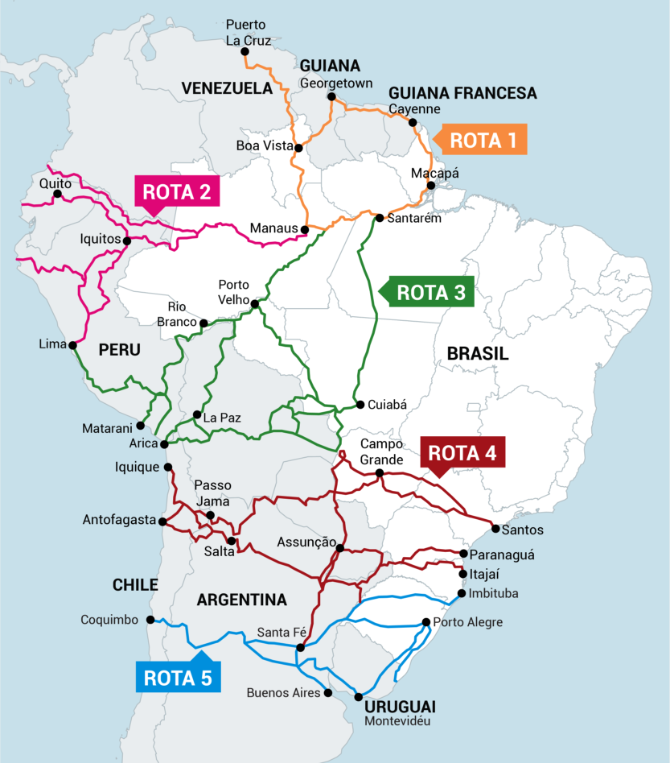 Puerto
La Cruz
GUIANA
Georgetown
VENEZUELA
GUIANA FRANCESA
Cayenne
ROTA 1
Boa Vista
Macapá
Quito
ROTA 2
Santarém
Manaus
Iquitos
Porto
Velho
ROTA 3
Rio
Branco
Lima
PERU
BRASIL
Cuiabá
La Paz
Matarani
Arica
Campo
Grande
ROTA 4
Iquique
Passo
Jama
Antofagasta
Santos
Assunção
Salta
Paranaguá
Itajaí
CHILE
Imbituba
ARGENTINA
Coquimbo
Porto Alegre
Santa Fé
ROTA 5
Buenos Aires
URUGUAI
Montevidéu